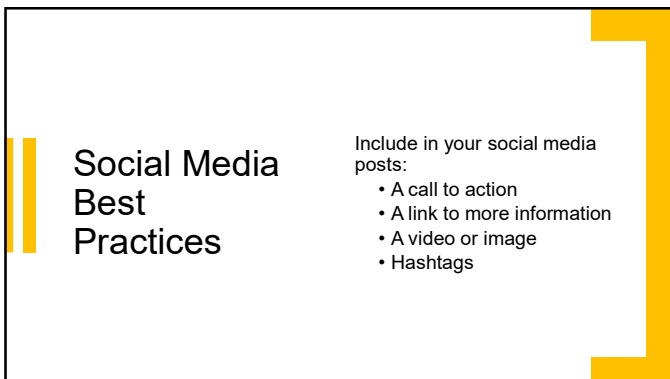 Social Media
Best
Practices
Include in your social media
posts:
• A call to action
• A link to more information
• A video or image
• Hashtags